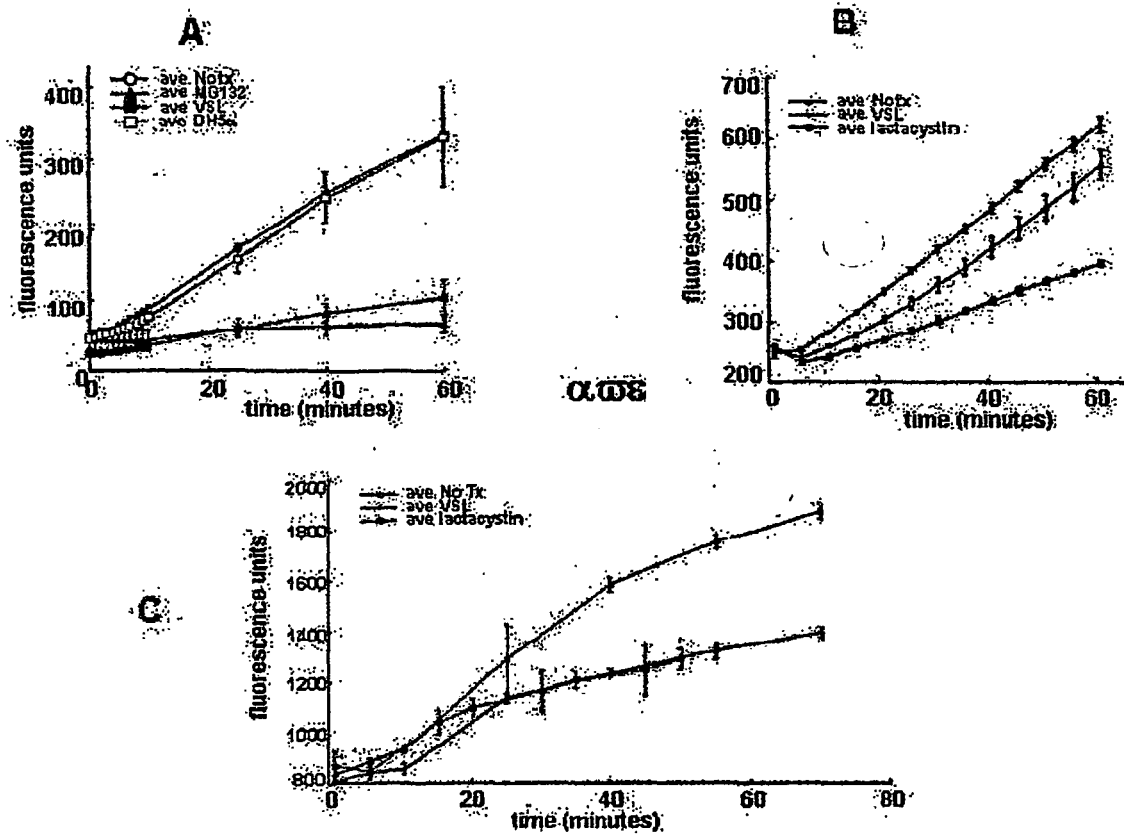 A
B
400
300
200
100
0
ave Notx
ave MG132
ave VSL
ave DH5α
fluorescence units
0
20
40
60
time (minutes)
700
600
500
400
300
200
ave Notx
ave VSL
ave lactacystin
fluorescence units
0
20
40
60
time (minutes)
αϖε
C
2000
1800
1600
1400
1200
1000
800
ave No Tx
ave VSL
ave lactacystin
fluorescence units
0
20
40
60
80
time (minutes)